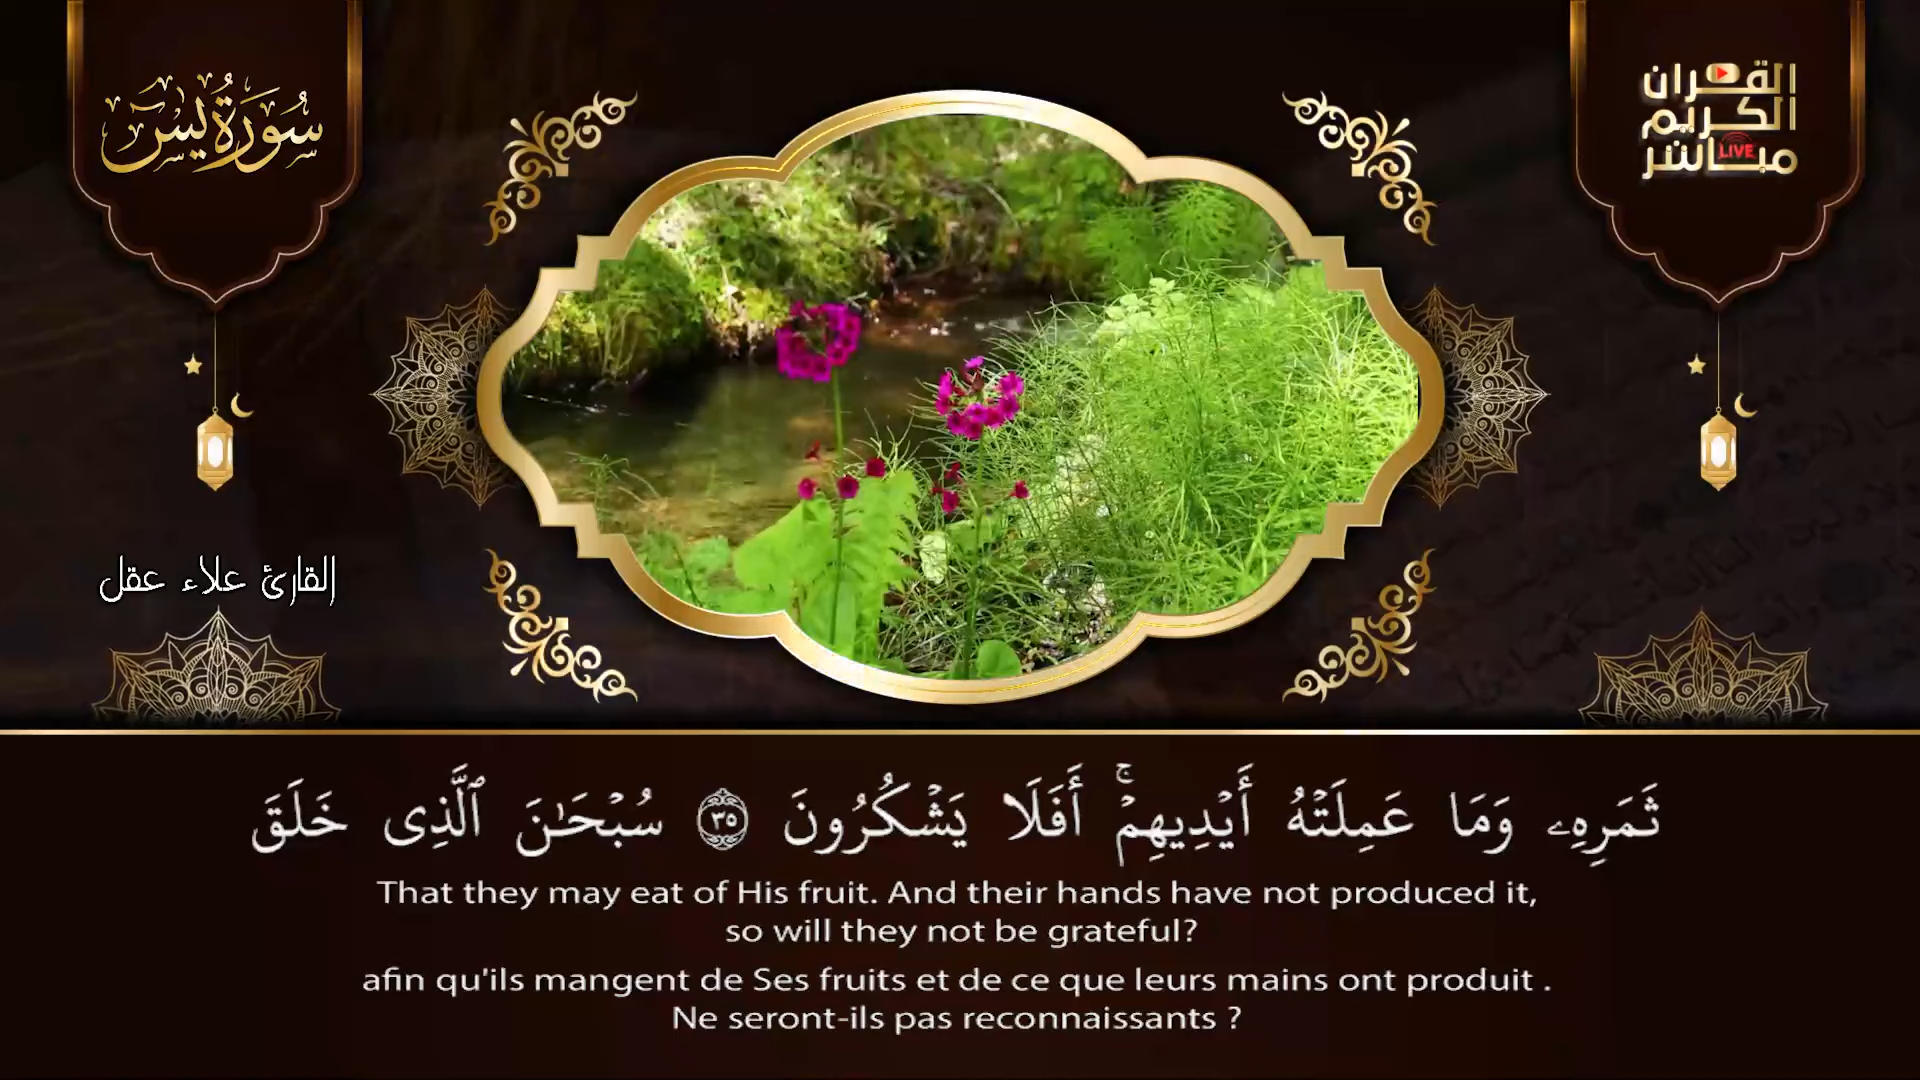 سُورَةُ يسٓ
القرآن
الكريم
مباشر
LIVE
القارئ علاء عقل
ثَمَرِهِۦ وَمَا عَمِلَتْهُ أَيْدِيهِمْ ۚ أَفَلَا يَشْكُرُونَ ٣٥ سُبْحَـٰنَ ٱلَّذِى خَلَقَ
That they may eat of His fruit. And their hands have not produced it,
so will they not be grateful?
afin qu'ils mangent de Ses fruits et de ce que leurs mains ont produit .
Ne seront-ils pas reconnaissants ?